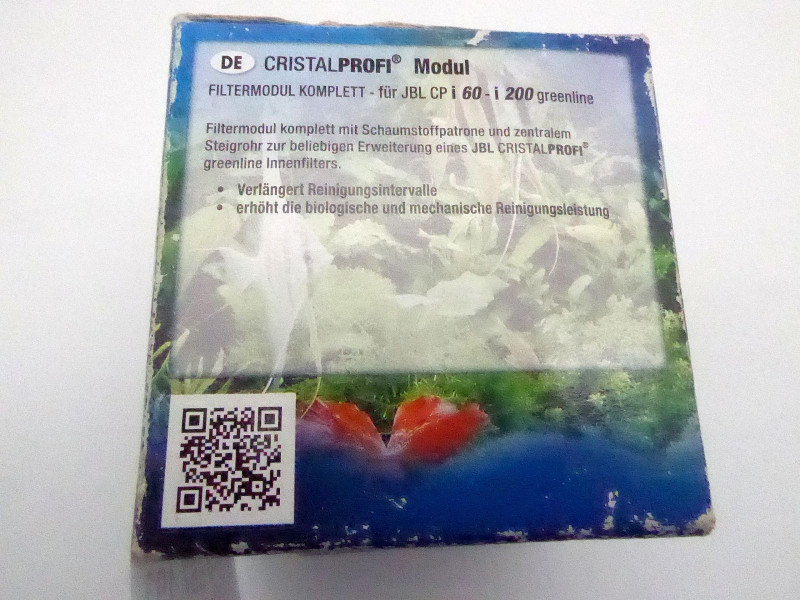 DE CRISTALPROFI® Modul
FILTERMODUL KOMPLETT - für JBL CP i 60 - i 200 greenline
Filtermodul komplett mit Schaumstoffpatrone und zentralem
Steigrohr zur beliebigen Erweiterung eines JBL CRISTALPROFI®
greenline Innenfilters.
• Verlängert Reinigungsintervalle
• erhöht die biologische und mechanische Reinigungsleistung